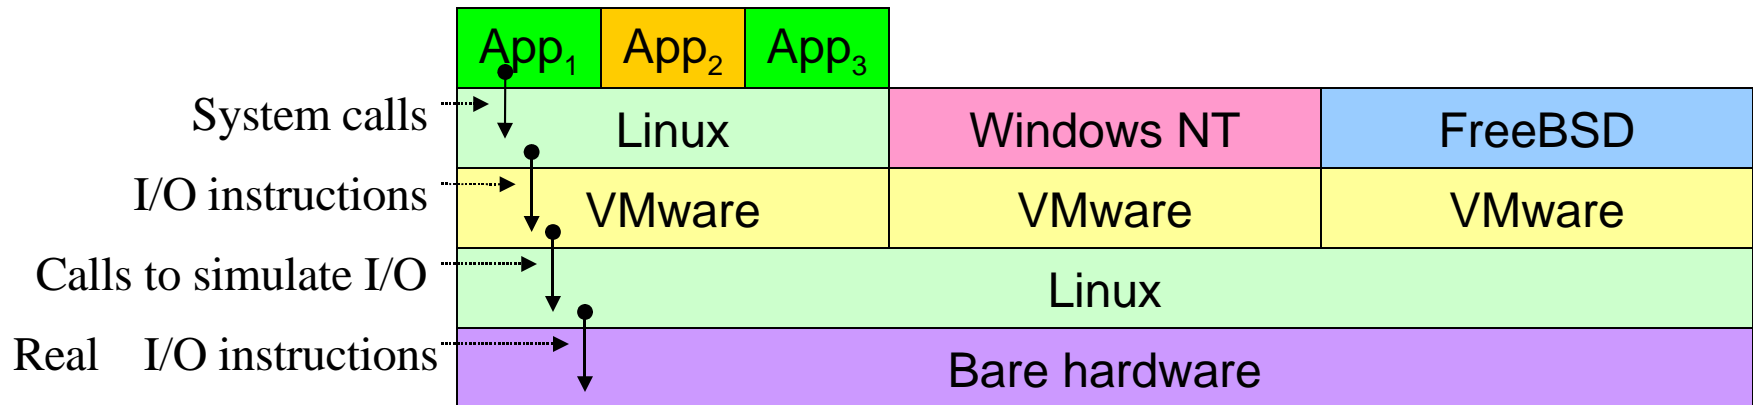 App₁ App₂ App₃
System calls
Linux Windows NT FreeBSD
I/O instructions
VMware VMware VMware
Calls to simulate I/O
Linux
Real I/O instructions
Bare hardware